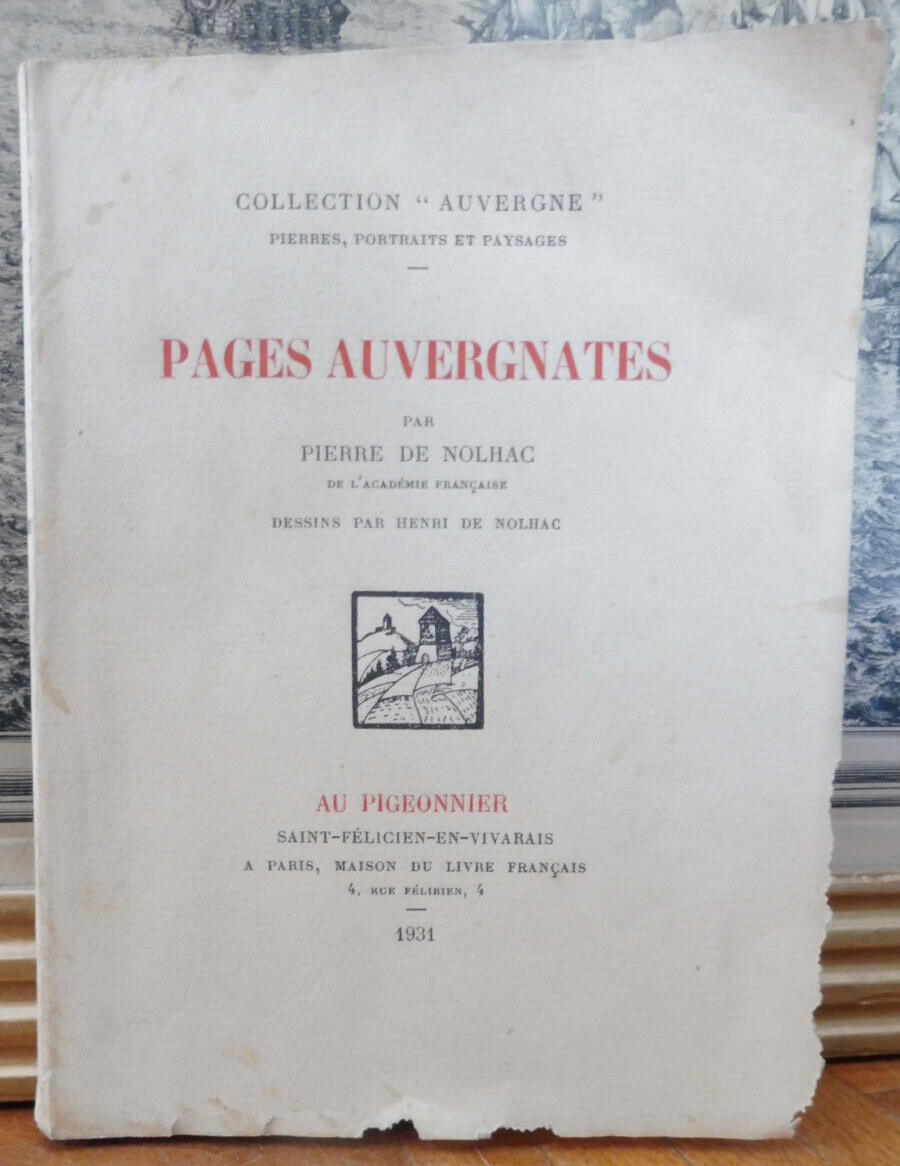 COLLECTION “ AUVERGNE ”
PIERRES, PORTRAITS ET PAYSAGES
PAGES AUVERGNATES
PAR
PIERRE DE NOLHAC
DE L'ACADÉMIE FRANÇAISE
DESSINS PAR HENRI DE NOLHAC
AU PIGEONNIER
SAINT-FÉLICIEN-EN-VIVARAIS
A PARIS, MAISON DU LIVRE FRANÇAIS
4, RUE FÉLIBIEN, 4
1931